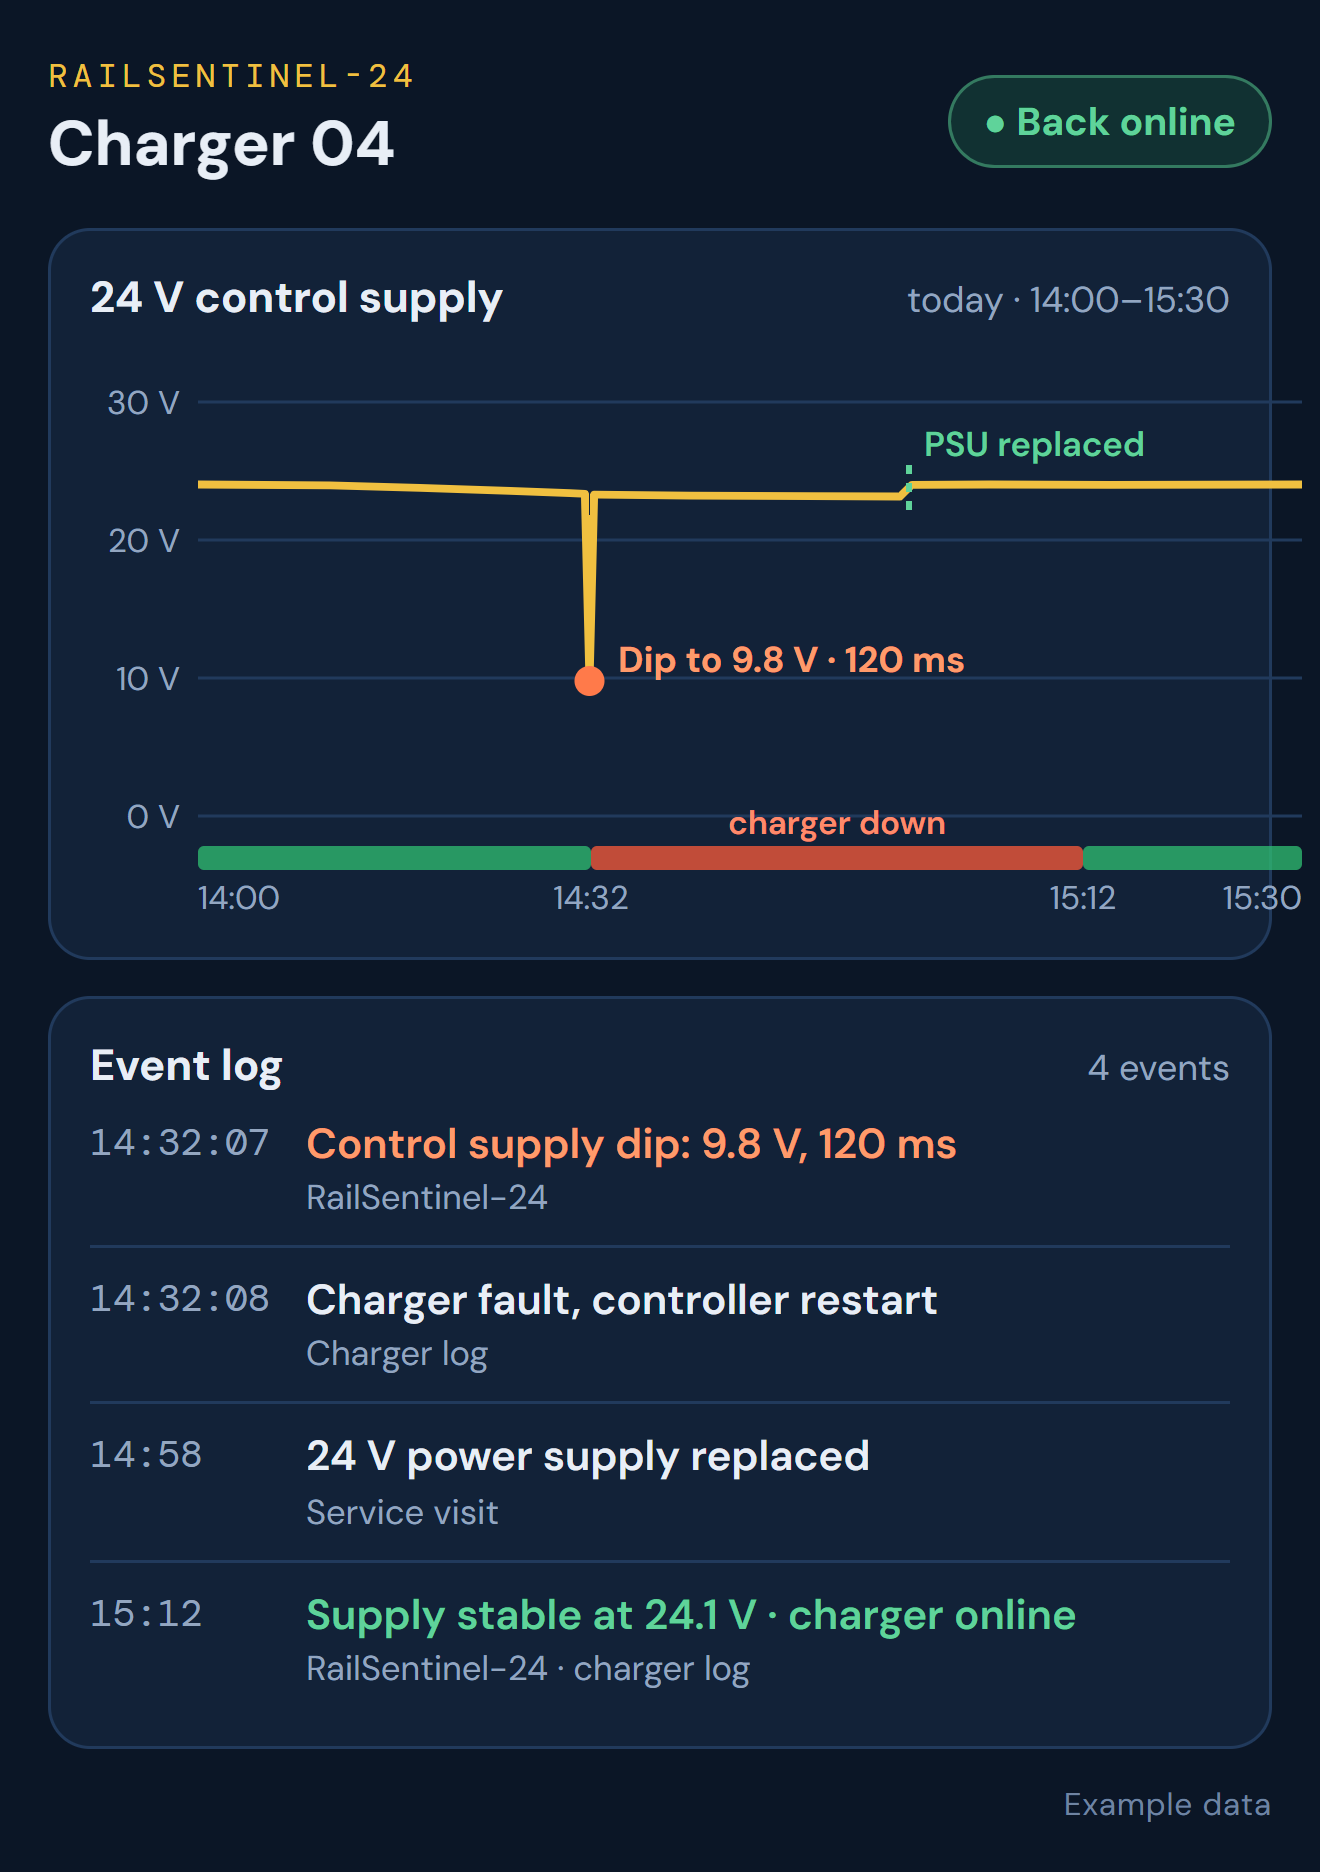 RAILSENTINEL-24
Charger 04
● Back online
24 V control supply
today · 14:00–15:30
30 V
PSU replaced
20 V
Dip to 9.8 V · 120 ms
10 V
0 V
charger down
14:00
14:32
15:12
15:30
Event log
4 events
14:32:07
Control supply dip: 9.8 V, 120 ms
RailSentinel-24
14:32:08
Charger fault, controller restart
Charger log
14:58
24 V power supply replaced
Service visit
15:12
Supply stable at 24.1 V · charger online
RailSentinel-24 · charger log
Example data